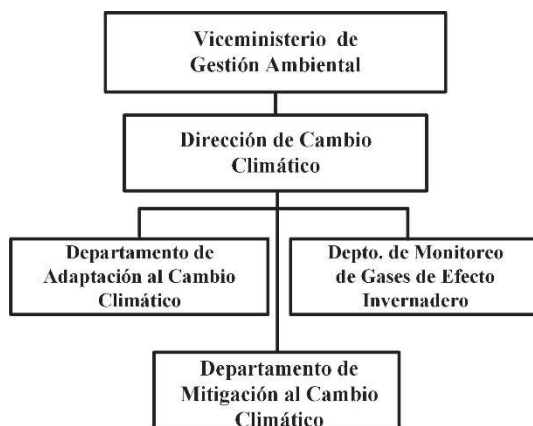 Viceministerio de
Gestión Ambiental
Dirección de Cambio
Climático
Departamento de
Adaptación al Cambio
Climático
Depto. de Monitoreo
de Gases de Efecto
Invernadero
Departamento de
Mitigación al Cambio
Climático